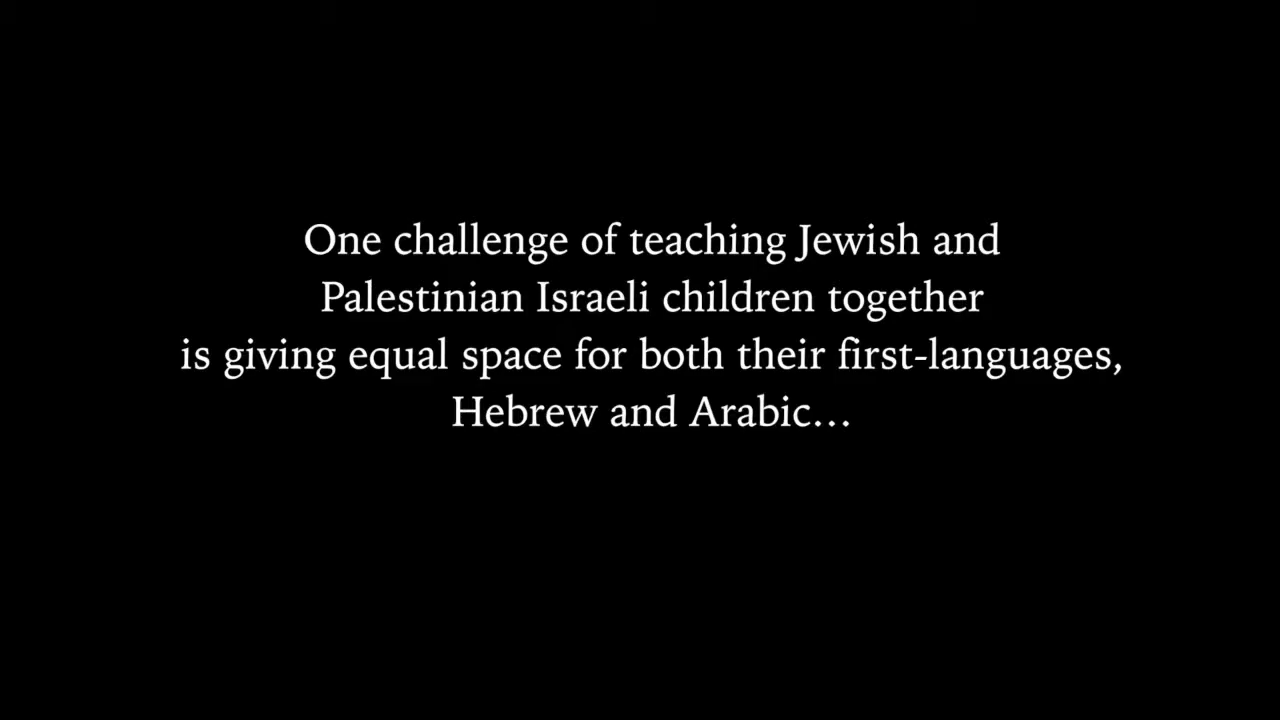 One challenge of teaching Jewish and
Palestinian Israeli children together
is giving equal space for both their first-languages,
Hebrew and Arabic…